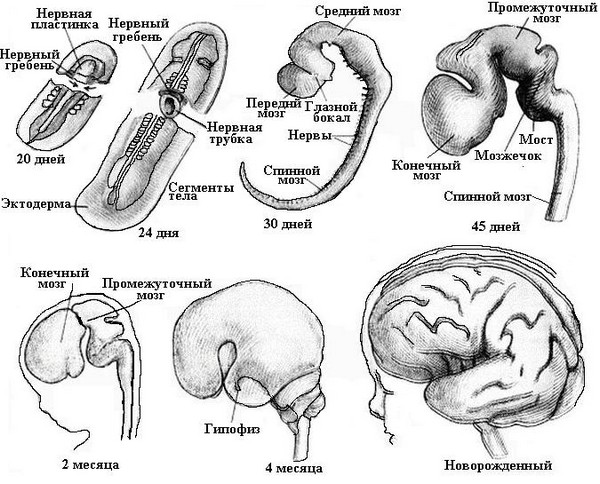 Нервная
пластинка
Нервный
гребень
20 дней
Нервный
гребень
Нервная
трубка
Сегменты
тела
Эктодерма
24 дня
Средний мозг
Передний
мозг
Глазной
бокал
Нервы
Спинной
мозг
30 дней
Промежуточный
мозг
Мост
Мозжечок
Конечный
мозг
Спинной мозг
45 дней
Конечный
мозг
Промежуточный
мозг
2 месяца
Гипофиз
4 месяца
Новорожденный